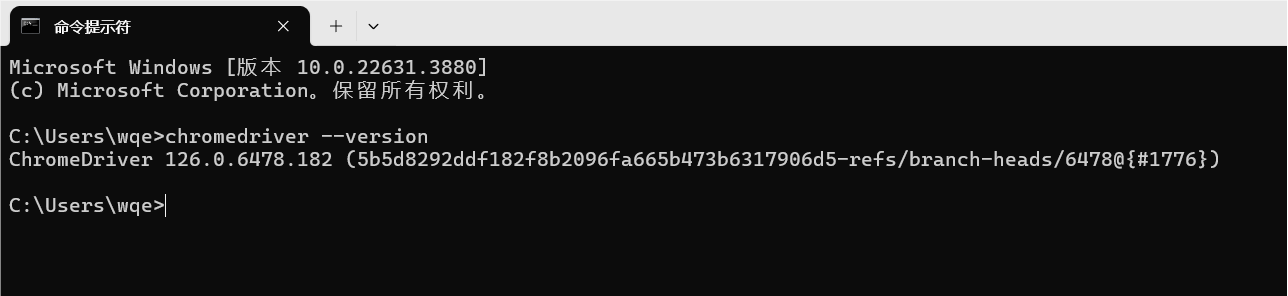 命令提示符
Microsoft Windows [版本 10.0.22631.3880]
(c) Microsoft Corporation。保留所有权利。
C:\Users\wqe>chromedriver --version
ChromeDriver 126.0.6478.182 (5b5d8292ddf182f8b2096fa665b473b6317906d5-refs/branch-heads/6478@{#1776})
C:\Users\wqe>